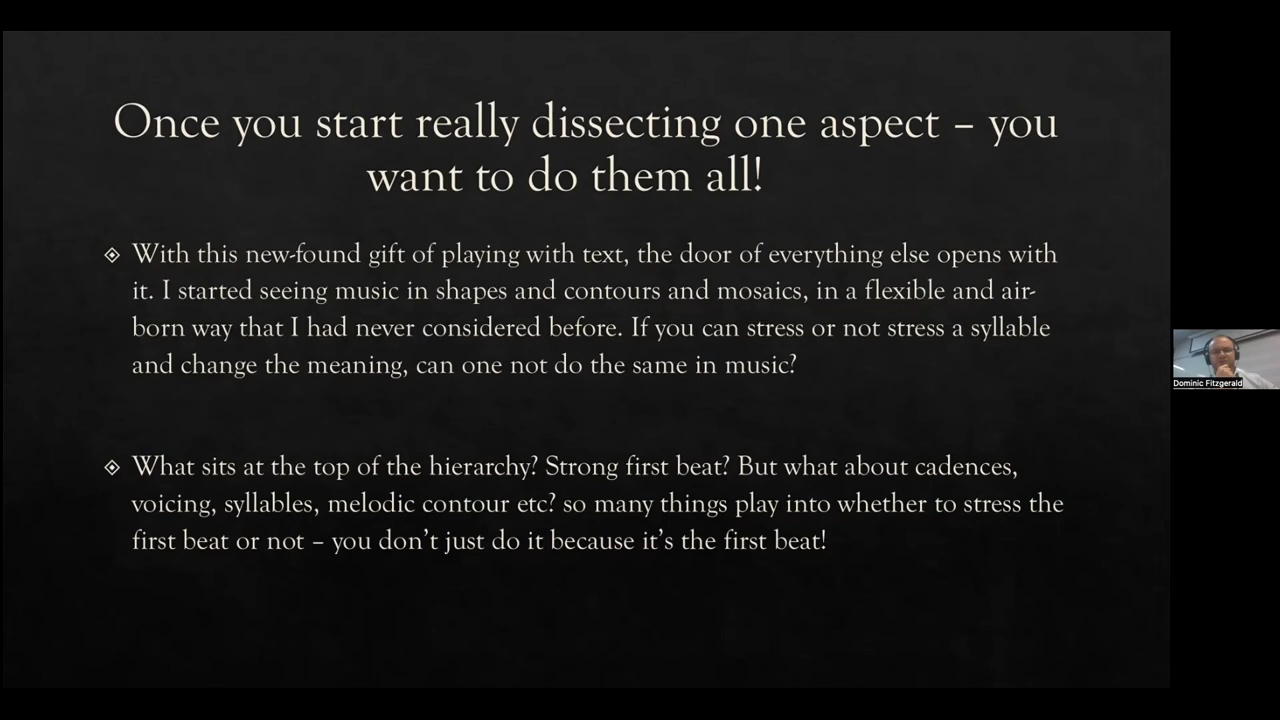 Once you start really dissecting one aspect – you
want to do them all!
With this new-found gift of playing with text, the door of everything else opens with
it. I started seeing music in shapes and contours and mosaics, in a flexible and air-
born way that I had never considered before. If you can stress or not stress a syllable
and change the meaning, can one not do the same in music?
What sits at the top of the hierarchy? Strong first beat? But what about cadences,
voicing, syllables, melodic contour etc? so many things play into whether to stress the
first beat or not – you don’t just do it because it’s the first beat!
Dominic Fitzgerald